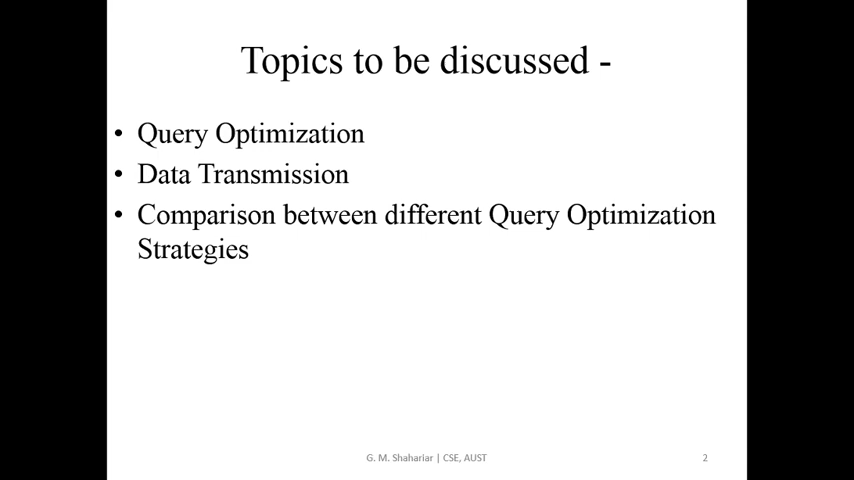 Topics to be discussed -
• Query Optimization
• Data Transmission
• Comparison between different Query Optimization
Strategies
G. M. Shahariar | CSE, AUST
2